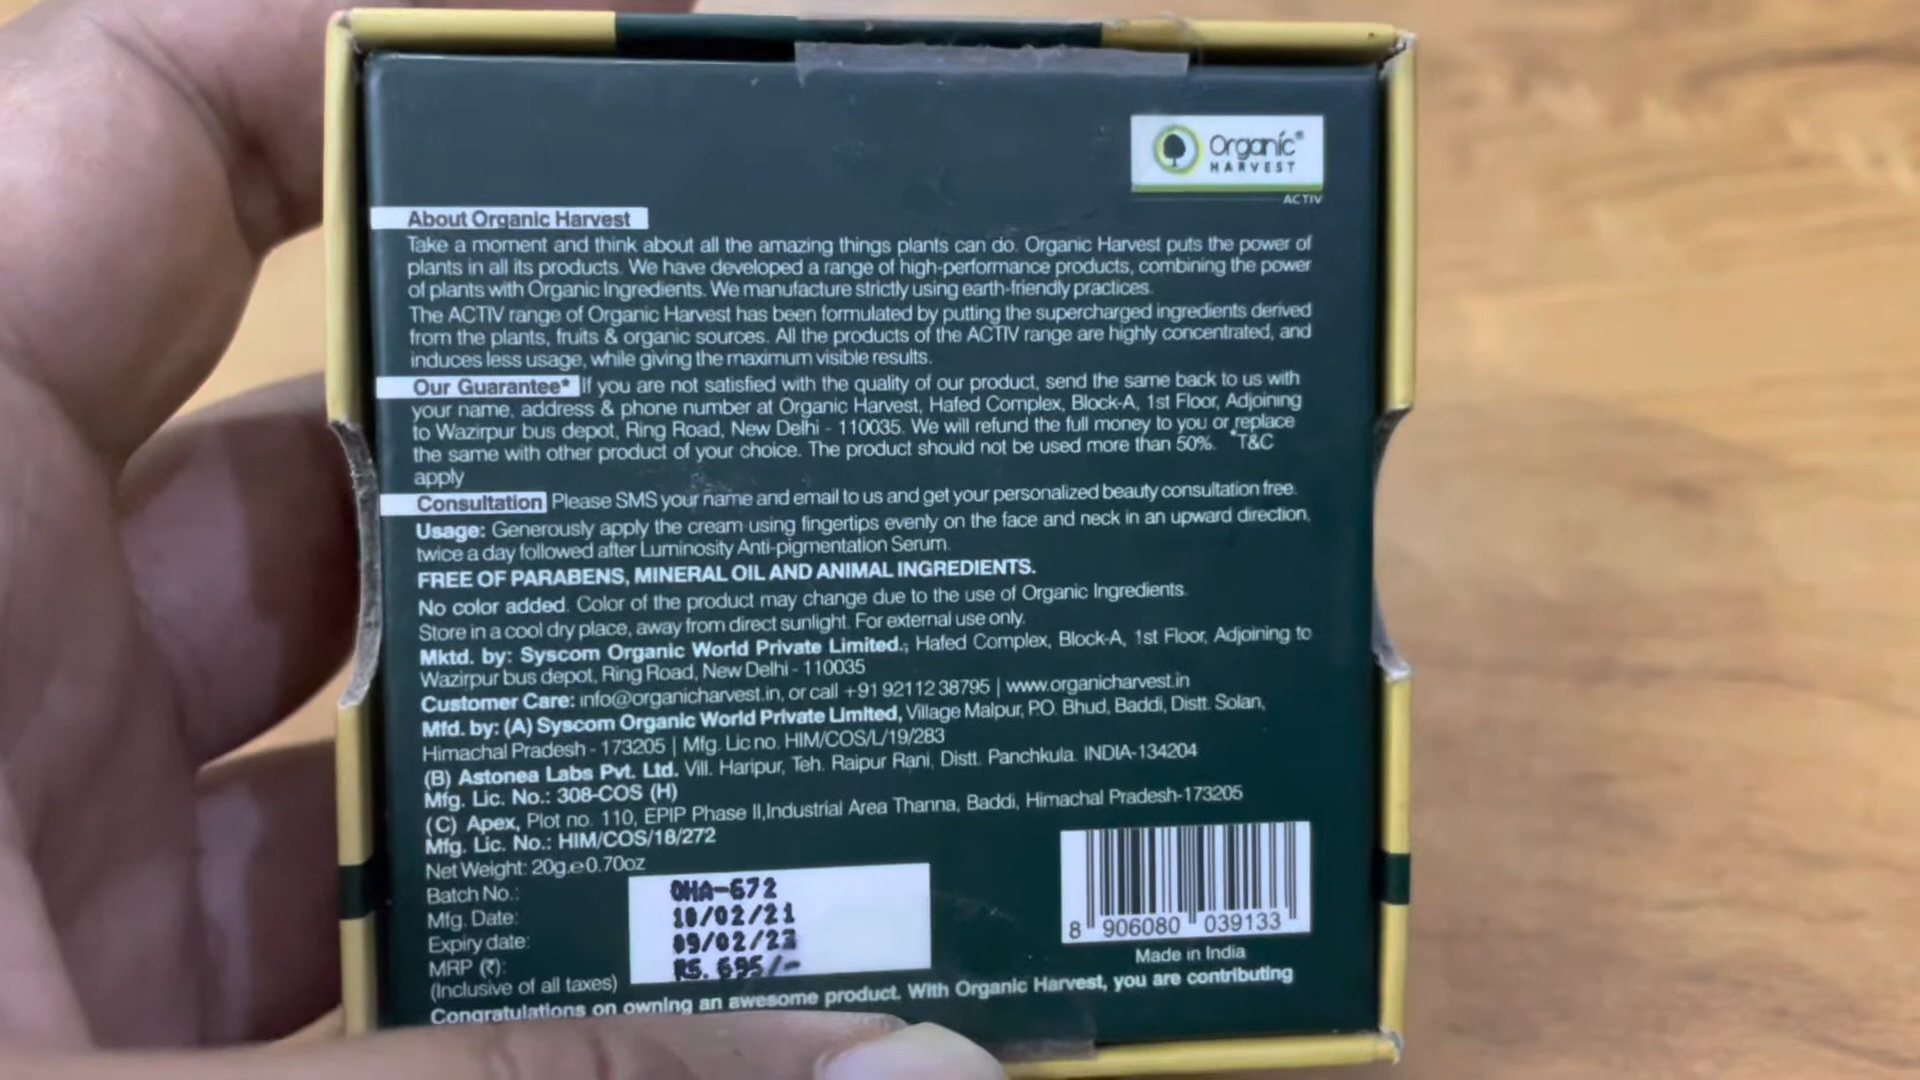 Organic®
HARVEST
ACTIV
About Organic Harvest
Take a moment and think about all the amazing things plants can do. Organic Harvest puts the power of
plants in all its products. We have developed a range of high-performance products, combining the power
of plants with Organic Ingredients. We manufacture strictly using earth-friendly practices.
The ACTIV range of Organic Harvest has been formulated by putting the supercharged ingredients derived
from the plants, fruits & organic sources. All the products of the ACTIV range are highly concentrated, and
induces less usage, while giving the maximum visible results.
Our Guarantee* If you are not satisfied with the quality of our product, send the same back to us with
your name, address & phone number at Organic Harvest, Hafed Complex, Block-A, 1st Floor, Adjoining
to Wazirpur bus depot, Ring Road, New Delhi - 110035. We will refund the full money to you or replace
the same with other product of your choice. The product should not be used more than 50%. *T&C
apply
Consultation Please SMS your name and email to us and get your personalized beauty consultation free.
Usage: Generously apply the cream using fingertips evenly on the face and neck in an upward direction,
twice a day followed after Luminosity Anti-pigmentation Serum.
FREE OF PARABENS, MINERAL OIL AND ANIMAL INGREDIENTS.
No color added. Color of the product may change due to the use of Organic Ingredients.
Store in a cool dry place, away from direct sunlight. For external use only.
Mktd. by: Syscom Organic World Private Limited.; Hafed Complex, Block-A, 1st Floor, Adjoining to
Wazirpur bus depot, Ring Road, New Delhi - 110035
Customer Care: info@organicharvest.in, or call +91 92112 38795 | www.organicharvest.in
Mfd. by: (A) Syscom Organic World Private Limited, Village Malpur, P.O. Bhud, Baddi, Distt. Solan,
Himachal Pradesh - 173205 | Mfg. Lic no. HIM/COS/L/19/283
(B) Astonea Labs Pvt. Ltd. Vill. Haripur, Teh. Raipur Rani, Distt. Panchkula. INDIA-134204
Mfg. Lic. No.: 308-COS (H)
(C) Apex, Plot no. 110, EPIP Phase II,Industrial Area Thanna, Baddi, Himachal Pradesh-173205
Mfg. Lic. No.: HIM/COS/18/272
Net Weight: 20g.e0.70oz
Batch No.: OHA-672
Mfg. Date: 10/02/21
Expiry date: 09/02/23
MRP (₹): RS. 695/-
(Inclusive of all taxes)
8 906080 039133
Made in India
Congratulations on owning an awesome product. With Organic Harvest, you are contributing